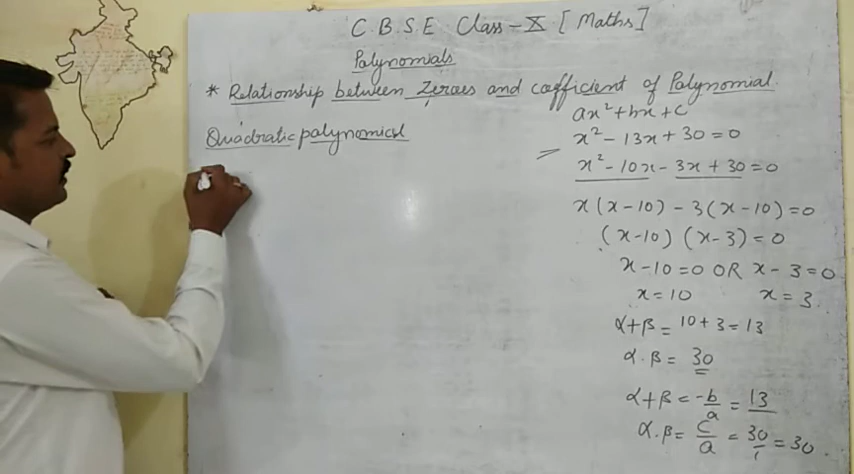 C.B.S.E Class-X [Maths]
Polynomials
* Relationship between Zeroes and coefficient of Polynomial.
Quadratic polynomial
ax² + bx + c
x² - 13x + 30 = 0
x² - 10x - 3x + 30 = 0
x(x-10) - 3(x-10) = 0
(x-10) (x-3) = 0
x-10 = 0 OR x-3 = 0
x = 10 x = 3.
α+β = 10+3 = 13
α.β = 30
α+β = -b/a = 13
α.β = c/a = 30/1 = 30.